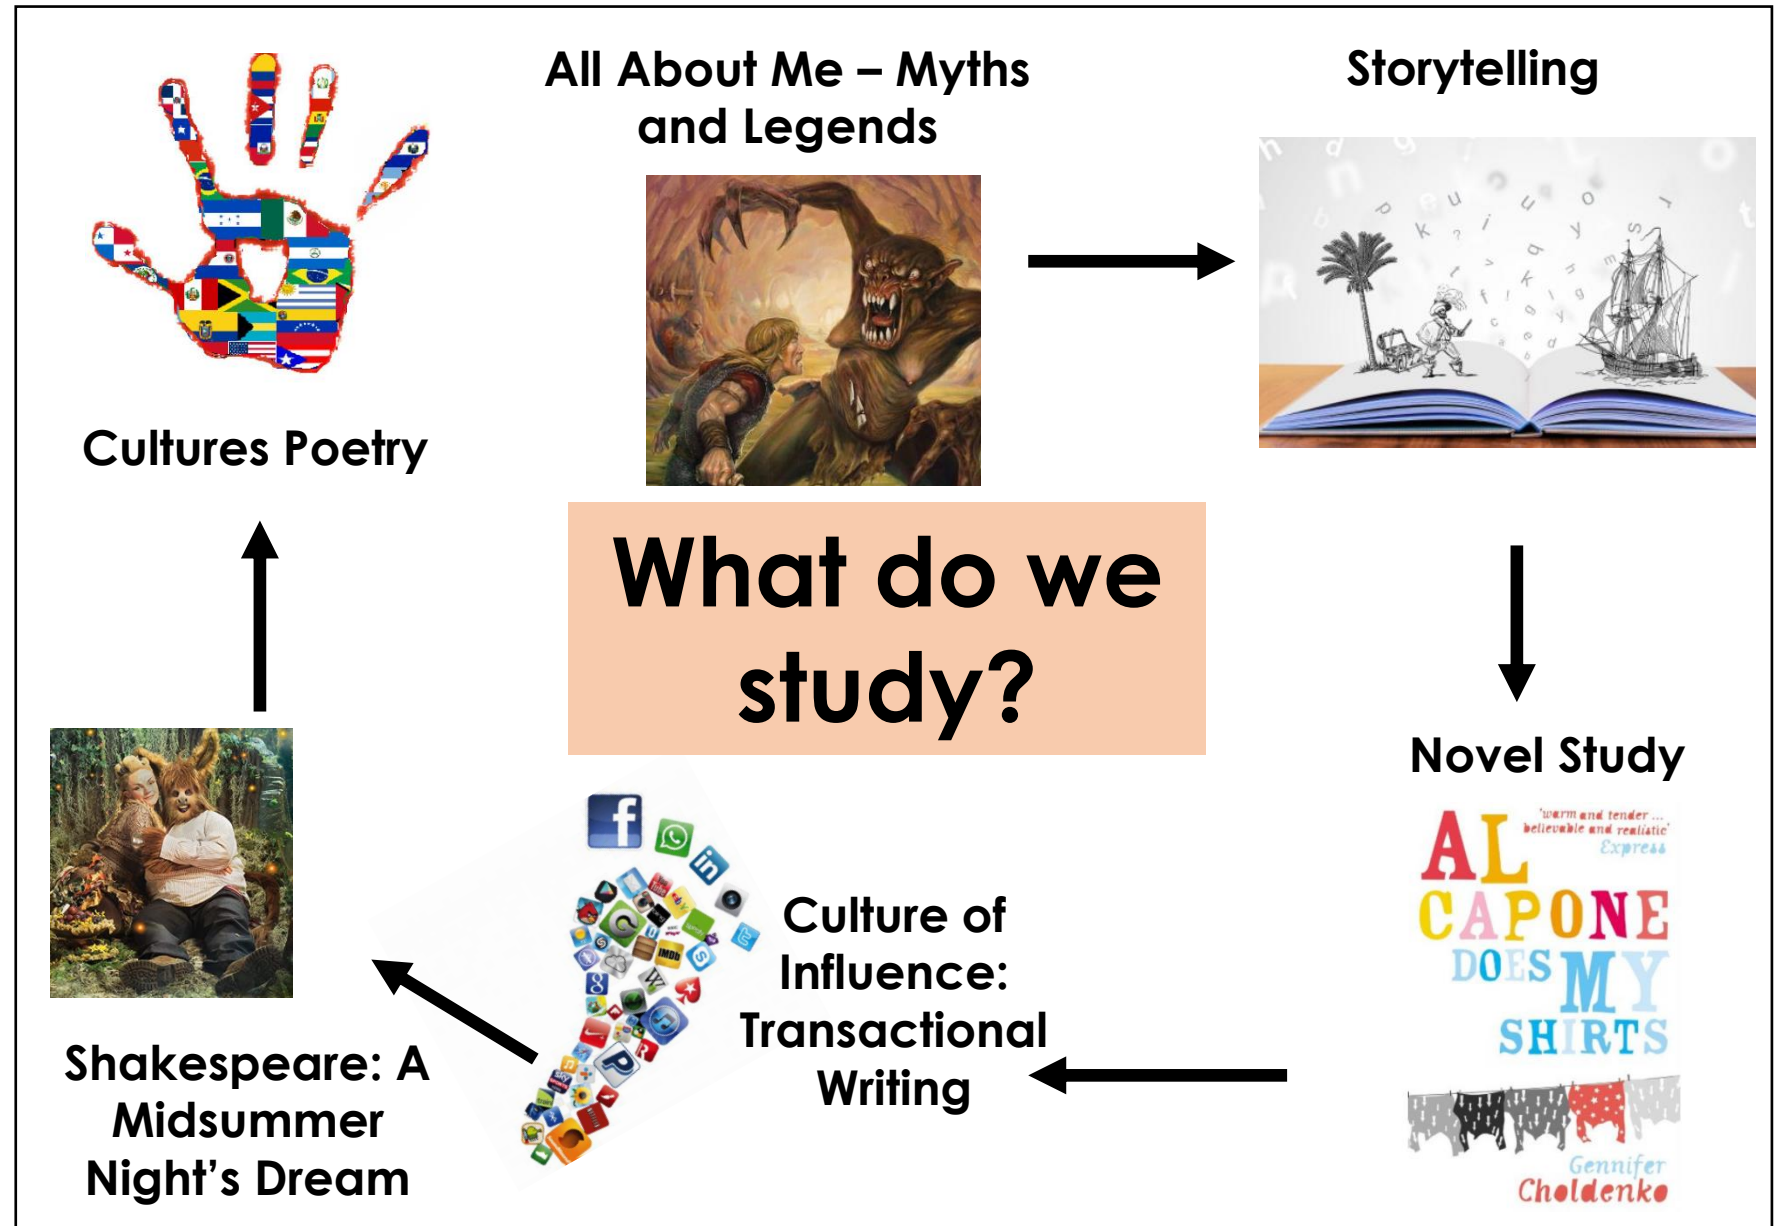 All About Me – Myths
and Legends
Storytelling
Cultures Poetry
What do we
study?
Novel Study
'warm and tender ...
believable and realistic'
Express
AL
CAPONE
DOES MY
SHIRTS
Gennifer
Choldenko
Culture of
Influence:
Transactional
Writing
Shakespeare: A
Midsummer
Night's Dream